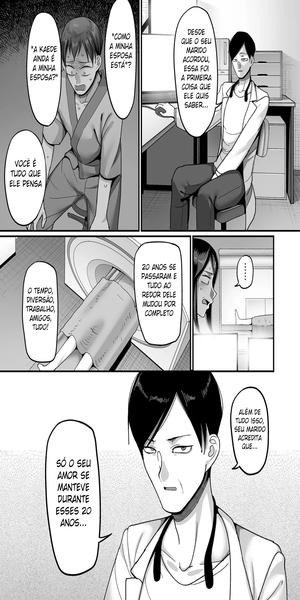 DESDE QUE O SEU
MARIDO
ACORDOU,
ESSA FOI
A PRIMEIRA
COISA QUE
ELE QUIS
SABER...
"COMO
A MINHA
ESPOSA
ESTÁ"?
"A KAEDE
AINDA É
A MINHA
ESPOSA?"
VOCÊ É
TUDO QUE
ELE PENSA
......
20 ANOS SE
PASSARAM E
TUDO AO
REDOR DELE
MUDOU POR
COMPLETO
O TEMPO,
DIVERSÃO,
TRABALHO,
AMIGOS,
TUDO!
ALÉM DE
TUDO ISSO,
SEU MARIDO
ACREDITA
QUE...
SÓ O SEU
AMOR SE
MANTEVE
DURANTE
ESSES 20
ANOS...